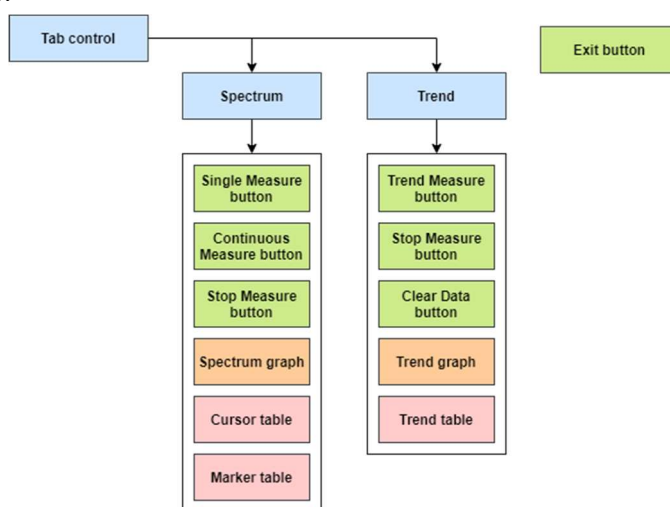 Tab control
Exit button
Spectrum
Trend
Single Measure
button
Continuous
Measure button
Stop Measure
button
Spectrum graph
Cursor table
Marker table
Trend Measure
button
Stop Measure
button
Clear Data
button
Trend graph
Trend table